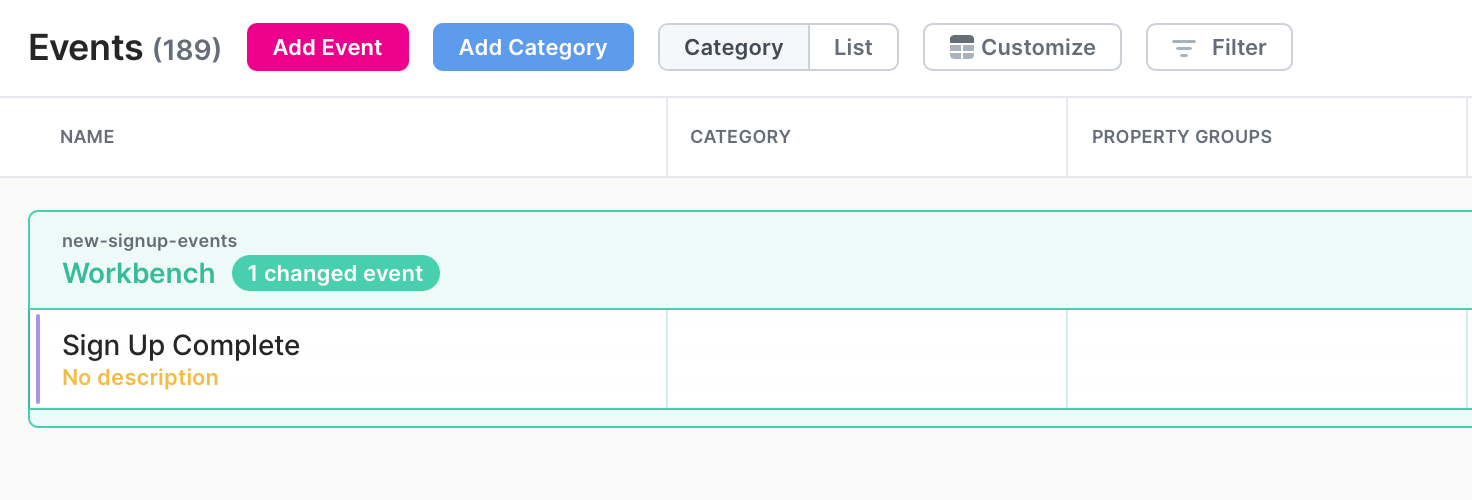 Events (189) Add Event Add Category Category List Customize Filter
NAME CATEGORY PROPERTY GROUPS
new-signup-events
Workbench 1 changed event
Sign Up Complete
No description